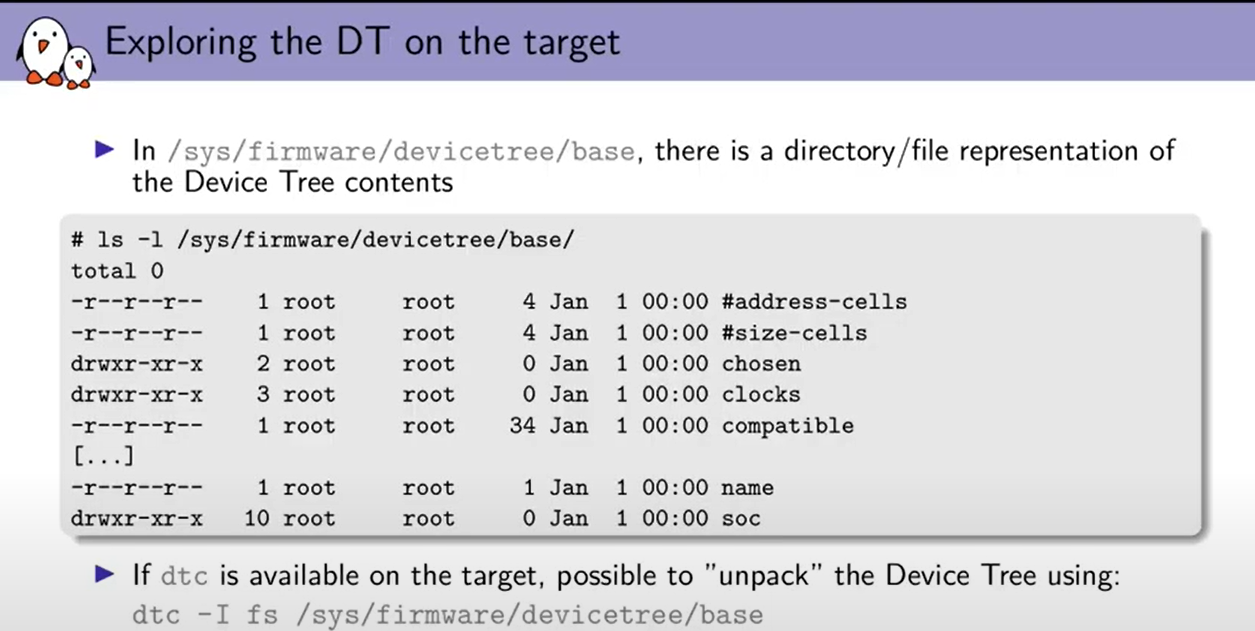 Exploring the DT on the target
▶ In /sys/firmware/devicetree/base, there is a directory/file representation of
the Device Tree contents
# ls -l /sys/firmware/devicetree/base/
total 0
-r--r--r--    1 root     root     4 Jan  1 00:00 #address-cells
-r--r--r--    1 root     root     4 Jan  1 00:00 #size-cells
drwxr-xr-x    2 root     root     0 Jan  1 00:00 chosen
drwxr-xr-x    3 root     root     0 Jan  1 00:00 clocks
-r--r--r--    1 root     root    34 Jan  1 00:00 compatible
[...]
-r--r--r--    1 root     root     1 Jan  1 00:00 name
drwxr-xr-x   10 root     root     0 Jan  1 00:00 soc
▶ If dtc is available on the target, possible to "unpack" the Device Tree using:
dtc -I fs /sys/firmware/devicetree/base